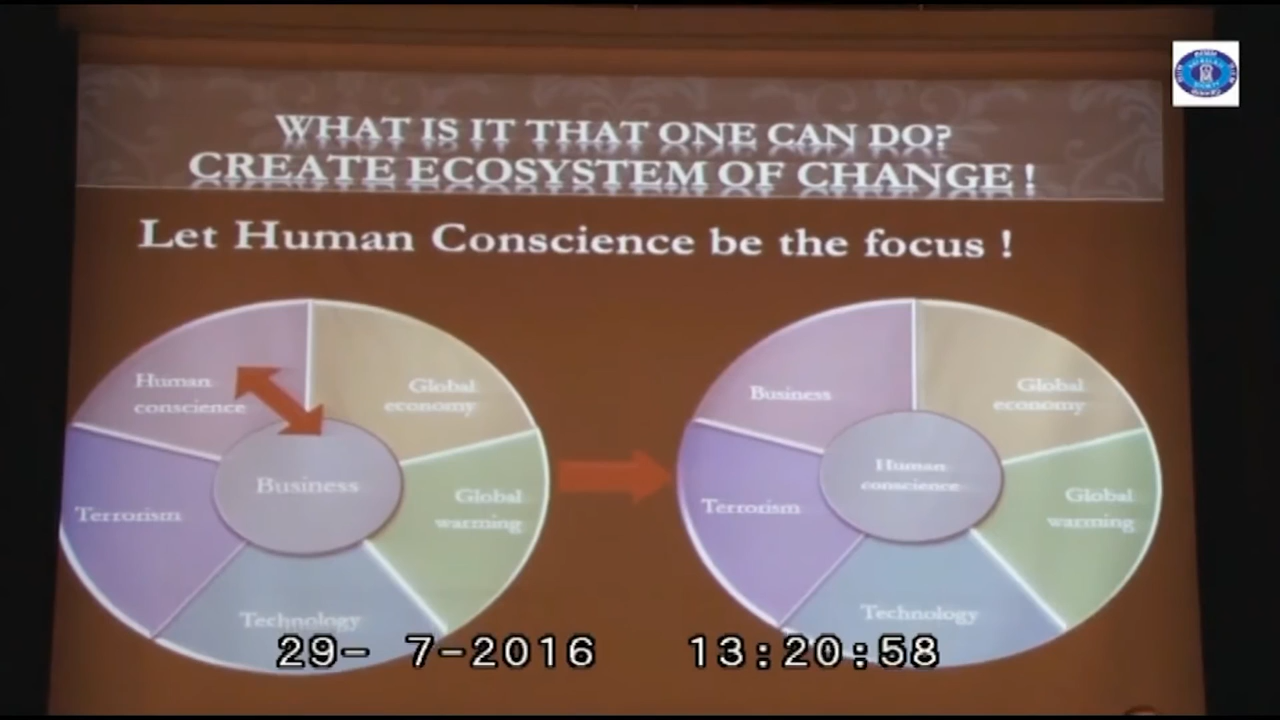 WHAT IS IT THAT ONE CAN DO?
CREATE ECOSYSTEM OF CHANGE !
Let Human Conscience be the focus !
Human
conscience
Global
economy
Business
Terrorism
Global
warming
Technology
Business
Global
economy
Human
conscience
Terrorism
Global
warming
Technology
29- 7-2016 13:20:58